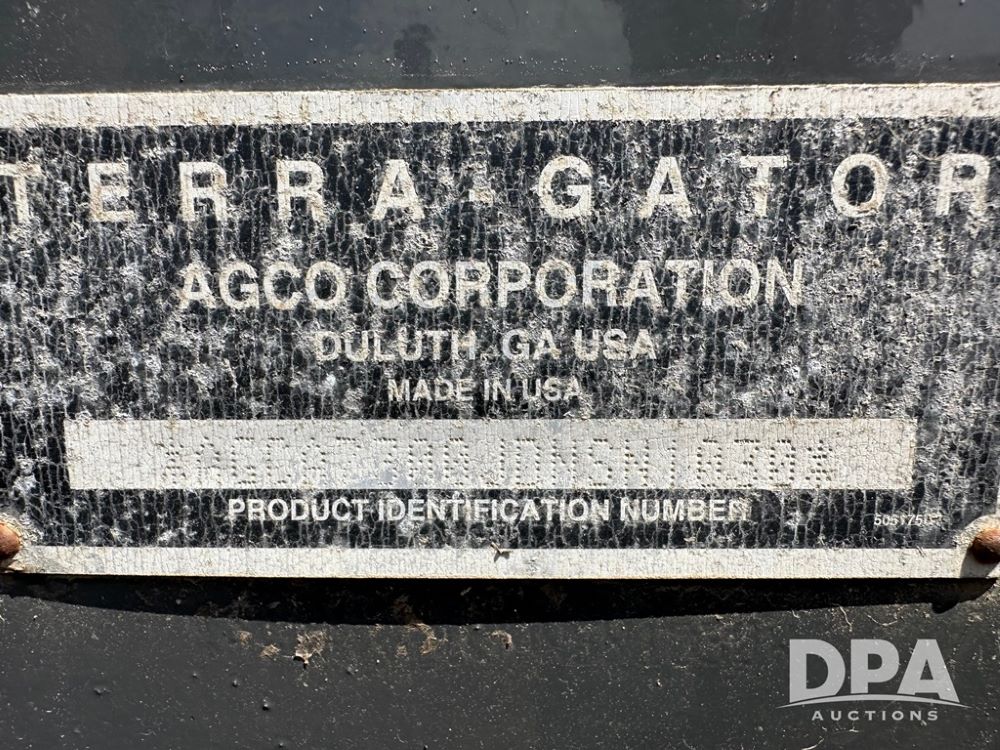 TERRA-GATOR
AGCO CORPORATION
DULUTH, GA USA
MADE IN USA
PRODUCT IDENTIFICATION NUMBER
DPA
AUCTIONS